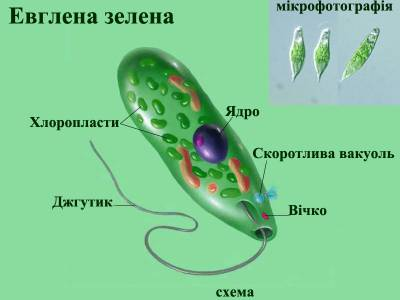 Евглена зелена
мікрофотографія
Ядро
Хлоропласти
Скоротлива вакуоль
Джгутик
Вічко
схема